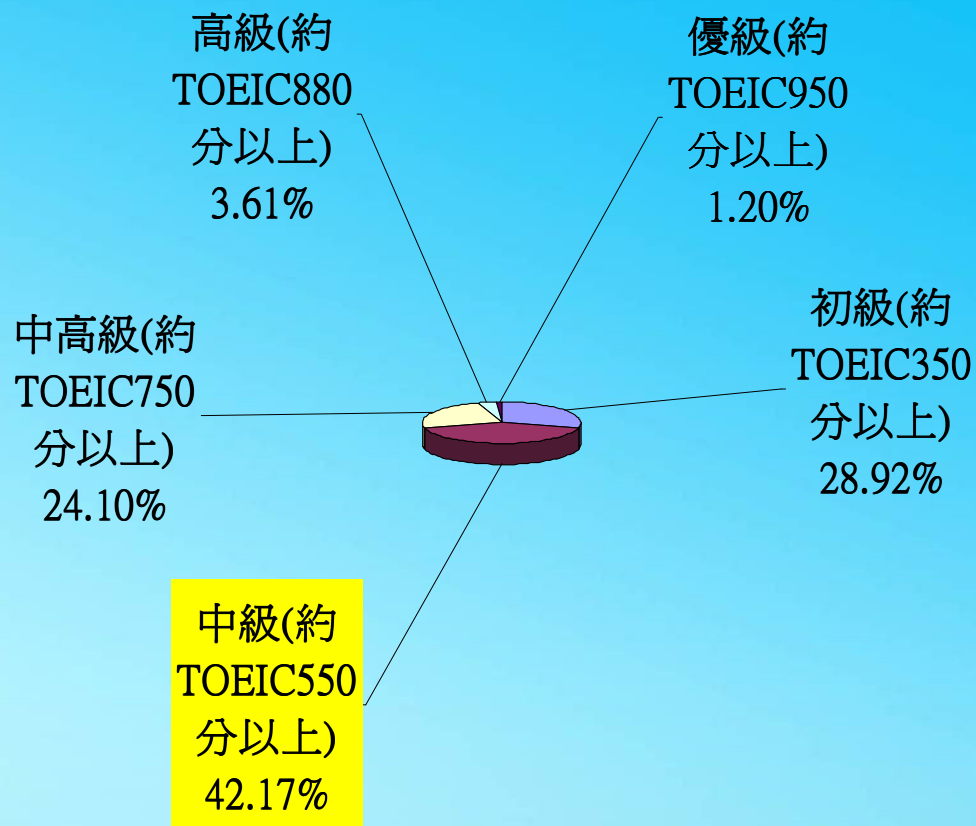 高級(約
TOEIC880
分以上)
3.61%
優級(約
TOEIC950
分以上)
1.20%
中高級(約
TOEIC750
分以上)
24.10%
初級(約
TOEIC350
分以上)
28.92%
中級(約
TOEIC550
分以上)
42.17%